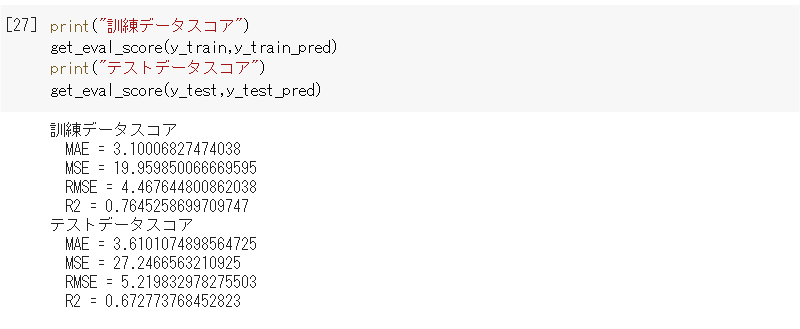 [27] print("訓練データスコア")
get_eval_score(y_train,y_train_pred)
print("テストデータスコア")
get_eval_score(y_test,y_test_pred)
訓練データスコア
MAE = 3.10006827474038
MSE = 19.959850066669595
RMSE = 4.467644800862038
R2 = 0.7645258699709747
テストデータスコア
MAE = 3.6101074898564725
MSE = 27.2466563210925
RMSE = 5.219832978275503
R2 = 0.672773768452823